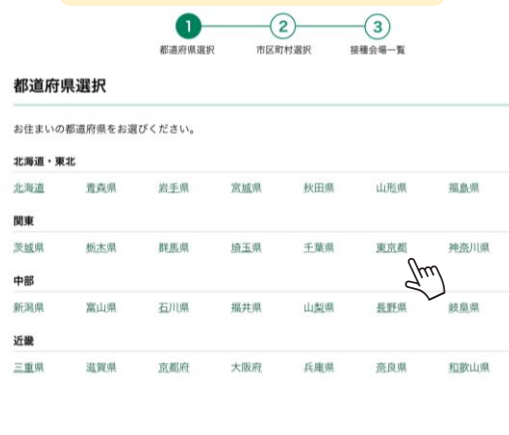 1 2 3
都道府県選択 市区町村選択 接種会場一覧
都道府県選択
お住まいの都道府県をお選びください。
北海道・東北
北海道 青森県 岩手県 宮城県 秋田県 山形県 福島県
関東
茨城県 栃木県 群馬県 埼玉県 千葉県 東京都 神奈川県
中部
新潟県 富山県 石川県 福井県 山梨県 長野県 岐阜県
近畿
三重県 滋賀県 京都府 大阪府 兵庫県 奈良県 和歌山県